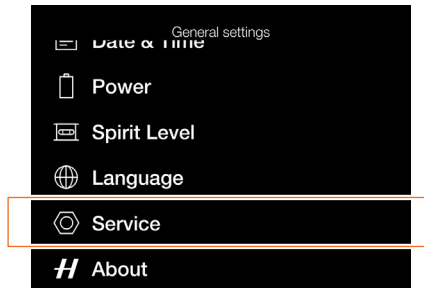 General settings
Date & Time
Power
Spirit Level
Language
Service
About